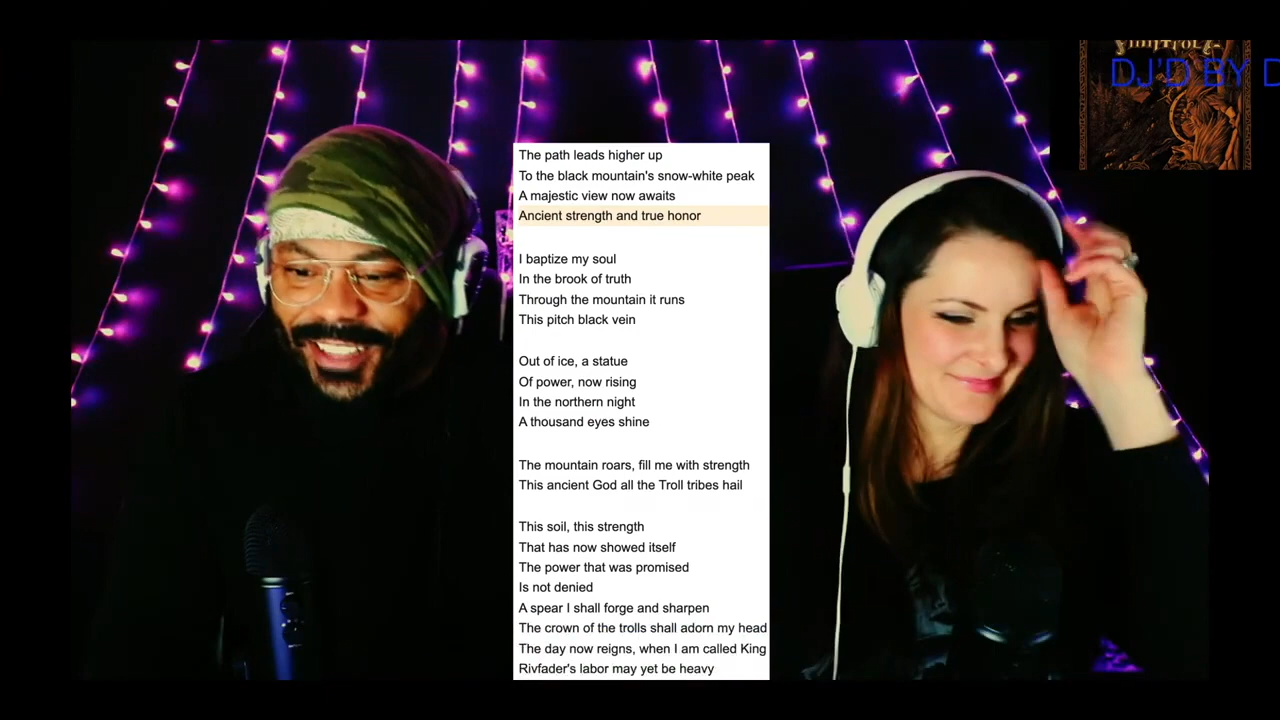 DJ'D BY D
The path leads higher up
To the black mountain's snow-white peak
A majestic view now awaits
Ancient strength and true honor
I baptize my soul
In the brook of truth
Through the mountain it runs
This pitch black vein
Out of ice, a statue
Of power, now rising
In the northern night
A thousand eyes shine
The mountain roars, fill me with strength
This ancient God all the Troll tribes hail
This soil, this strength
That has now showed itself
The power that was promised
Is not denied
A spear I shall forge and sharpen
The crown of the trolls shall adorn my head
The day now reigns, when I am called King
Rivfader's labor may yet be heavy